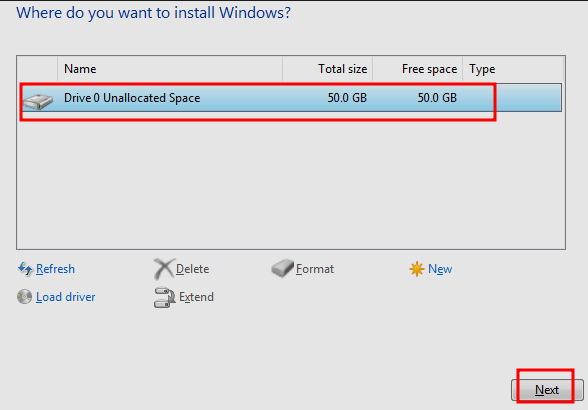 Where do you want to install Windows?
Name Total size Free space Type
Drive 0 Unallocated Space 50.0 GB 50.0 GB
Refresh Delete Format New
Load driver Extend
Next